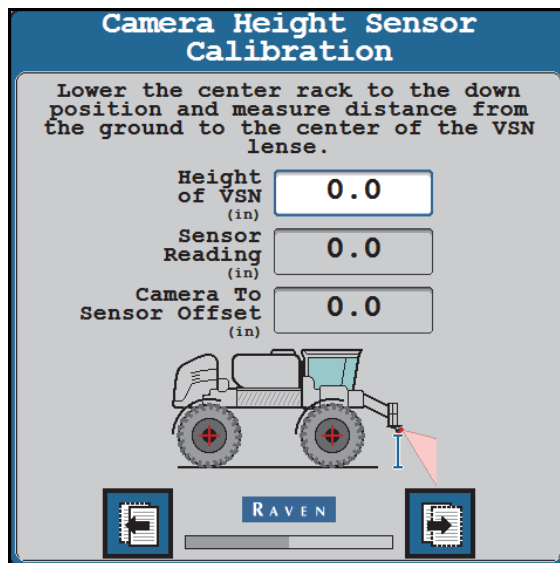 Camera Height Sensor
Calibration
Lower the center rack to the down
position and measure distance from
the ground to the center of the VSN
lense.
Height
of VSN
(in)
0.0
Sensor
Reading
(in)
0.0
Camera To
Sensor Offset
(in)
0.0
RAVEN